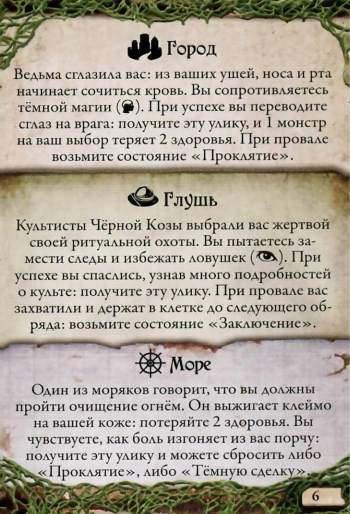 Город
Ведьма сглазила вас: из ваших ушей, носа и рта
начинает сочиться кровь. Вы сопротивляетесь
тёмной магии (). При успехе вы переводите
сглаз на врага: получите эту улику, и 1 монстр
на ваш выбор теряет 2 здоровья. При провале
возьмите состояние «Проклятие».
Глушь
Культисты Чёрной Козы выбрали вас жертвой
своей ритуальной охоты. Вы пытаетесь за-
мести следы и избежать ловушек (). При
успехе вы спаслись, узнав много подробностей
о культе: получите эту улику. При провале вас
захватили и держат в клетке до следующего об-
ряда: возьмите состояние «Заключение».
Море
Один из моряков говорит, что вы должны
пройти очищение огнём. Он выжигает клеймо
на вашей коже: потеряйте 2 здоровья. Вы
чувствуете, как боль изгоняет из вас порчу:
получите эту улику и можете сбросить либо
«Проклятие», либо «Тёмную сделку».
6